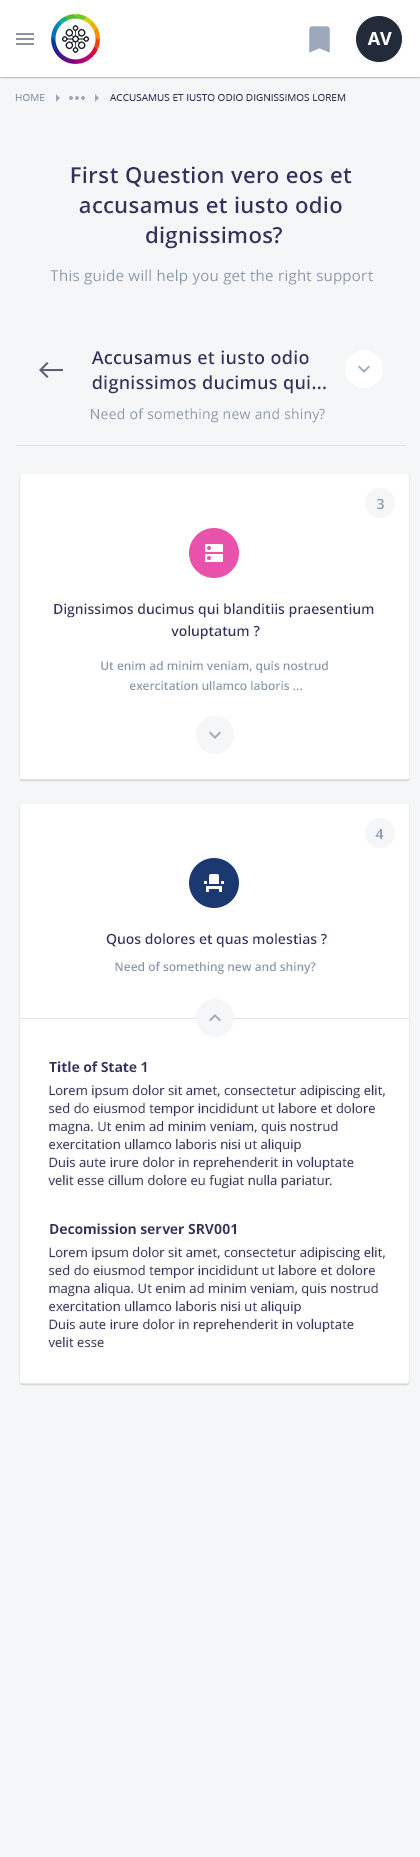 AV
HOME ACCUSAMUS ET IUSTO ODIO DIGNISSIMOS LOREM
First Question vero eos et
accusamus et iusto odio
dignissimos?
This guide will help you get the right support
Accusamus et iusto odio
dignissimos ducimus qui...
Need of something new and shiny?
3
Dignissimos ducimus qui blanditiis praesentium
voluptatum ?
Ut enim ad minim veniam, quis nostrud
exercitation ullamco laboris ...
4
Quos dolores et quas molestias ?
Need of something new and shiny?
Title of State 1
Lorem ipsum dolor sit amet, consectetur adipiscing elit,
sed do eiusmod tempor incididunt ut labore et dolore
magna. Ut enim ad minim veniam, quis nostrud
exercitation ullamco laboris nisi ut aliquip
Duis aute irure dolor in reprehenderit in voluptate
velit esse cillum dolore eu fugiat nulla pariatur.
Decomission server SRV001
Lorem ipsum dolor sit amet, consectetur adipiscing elit,
sed do eiusmod tempor incididunt ut labore et dolore
magna aliqua. Ut enim ad minim veniam, quis nostrud
exercitation ullamco laboris nisi ut aliquip
Duis aute irure dolor in reprehenderit in voluptate
velit esse